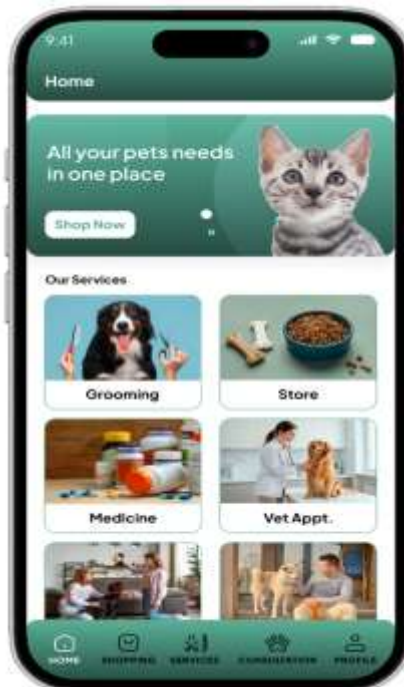 9:41
Home
All your pets needs
in one place
Shop Now
Our Services
Grooming
Store
Medicine
Vet Appt.
HOME
SHOPPING
SERVICES
CONSULTATION
PROFILE